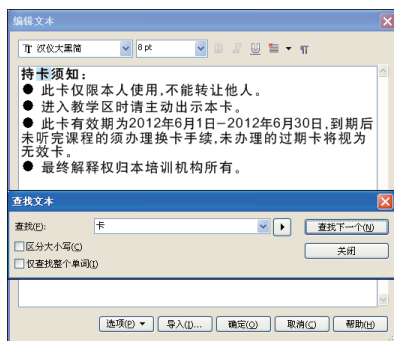 编辑文本
汉仪大黑简
8 pt
B
U
持卡须知：
● 此卡仅限本人使用,不能转让他人。
● 进入教学区时请主动出示本卡。
● 此卡有效期为2012年6月1日-2012年6月30日,到期后
未听完课程的须办理换卡手续,未办理的过期卡将视为
无效卡。
● 最终解释权归本培训机构所有。
查找文本
查找(F):
卡
查找下一个(N)
区分大小写(C)
关闭
仅查找整个单词(I)
选项(P)
导入(I)...
确定(O)
取消(C)
帮助(H)